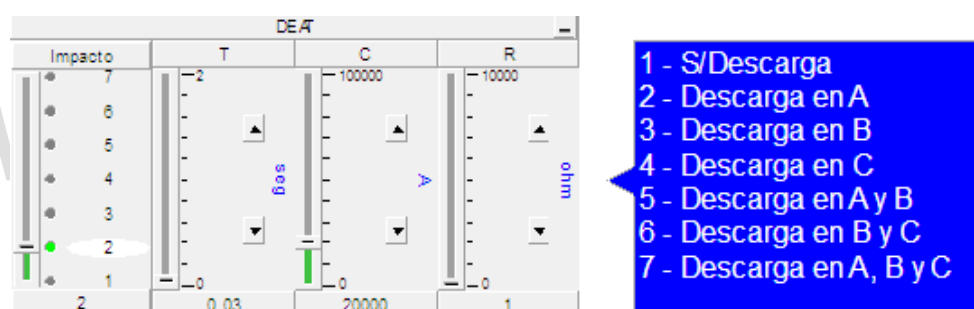 DEAT
Impacto T C R
7 2 100000 10000
6
5
4 seg A ohm
3
2
1 0 0 0
2 0.03 20000 1
1 - S/Descarga
2 - Descarga en A
3 - Descarga en B
4 - Descarga en C
5 - Descarga en A y B
6 - Descarga en B y C
7 - Descarga en A, B y C